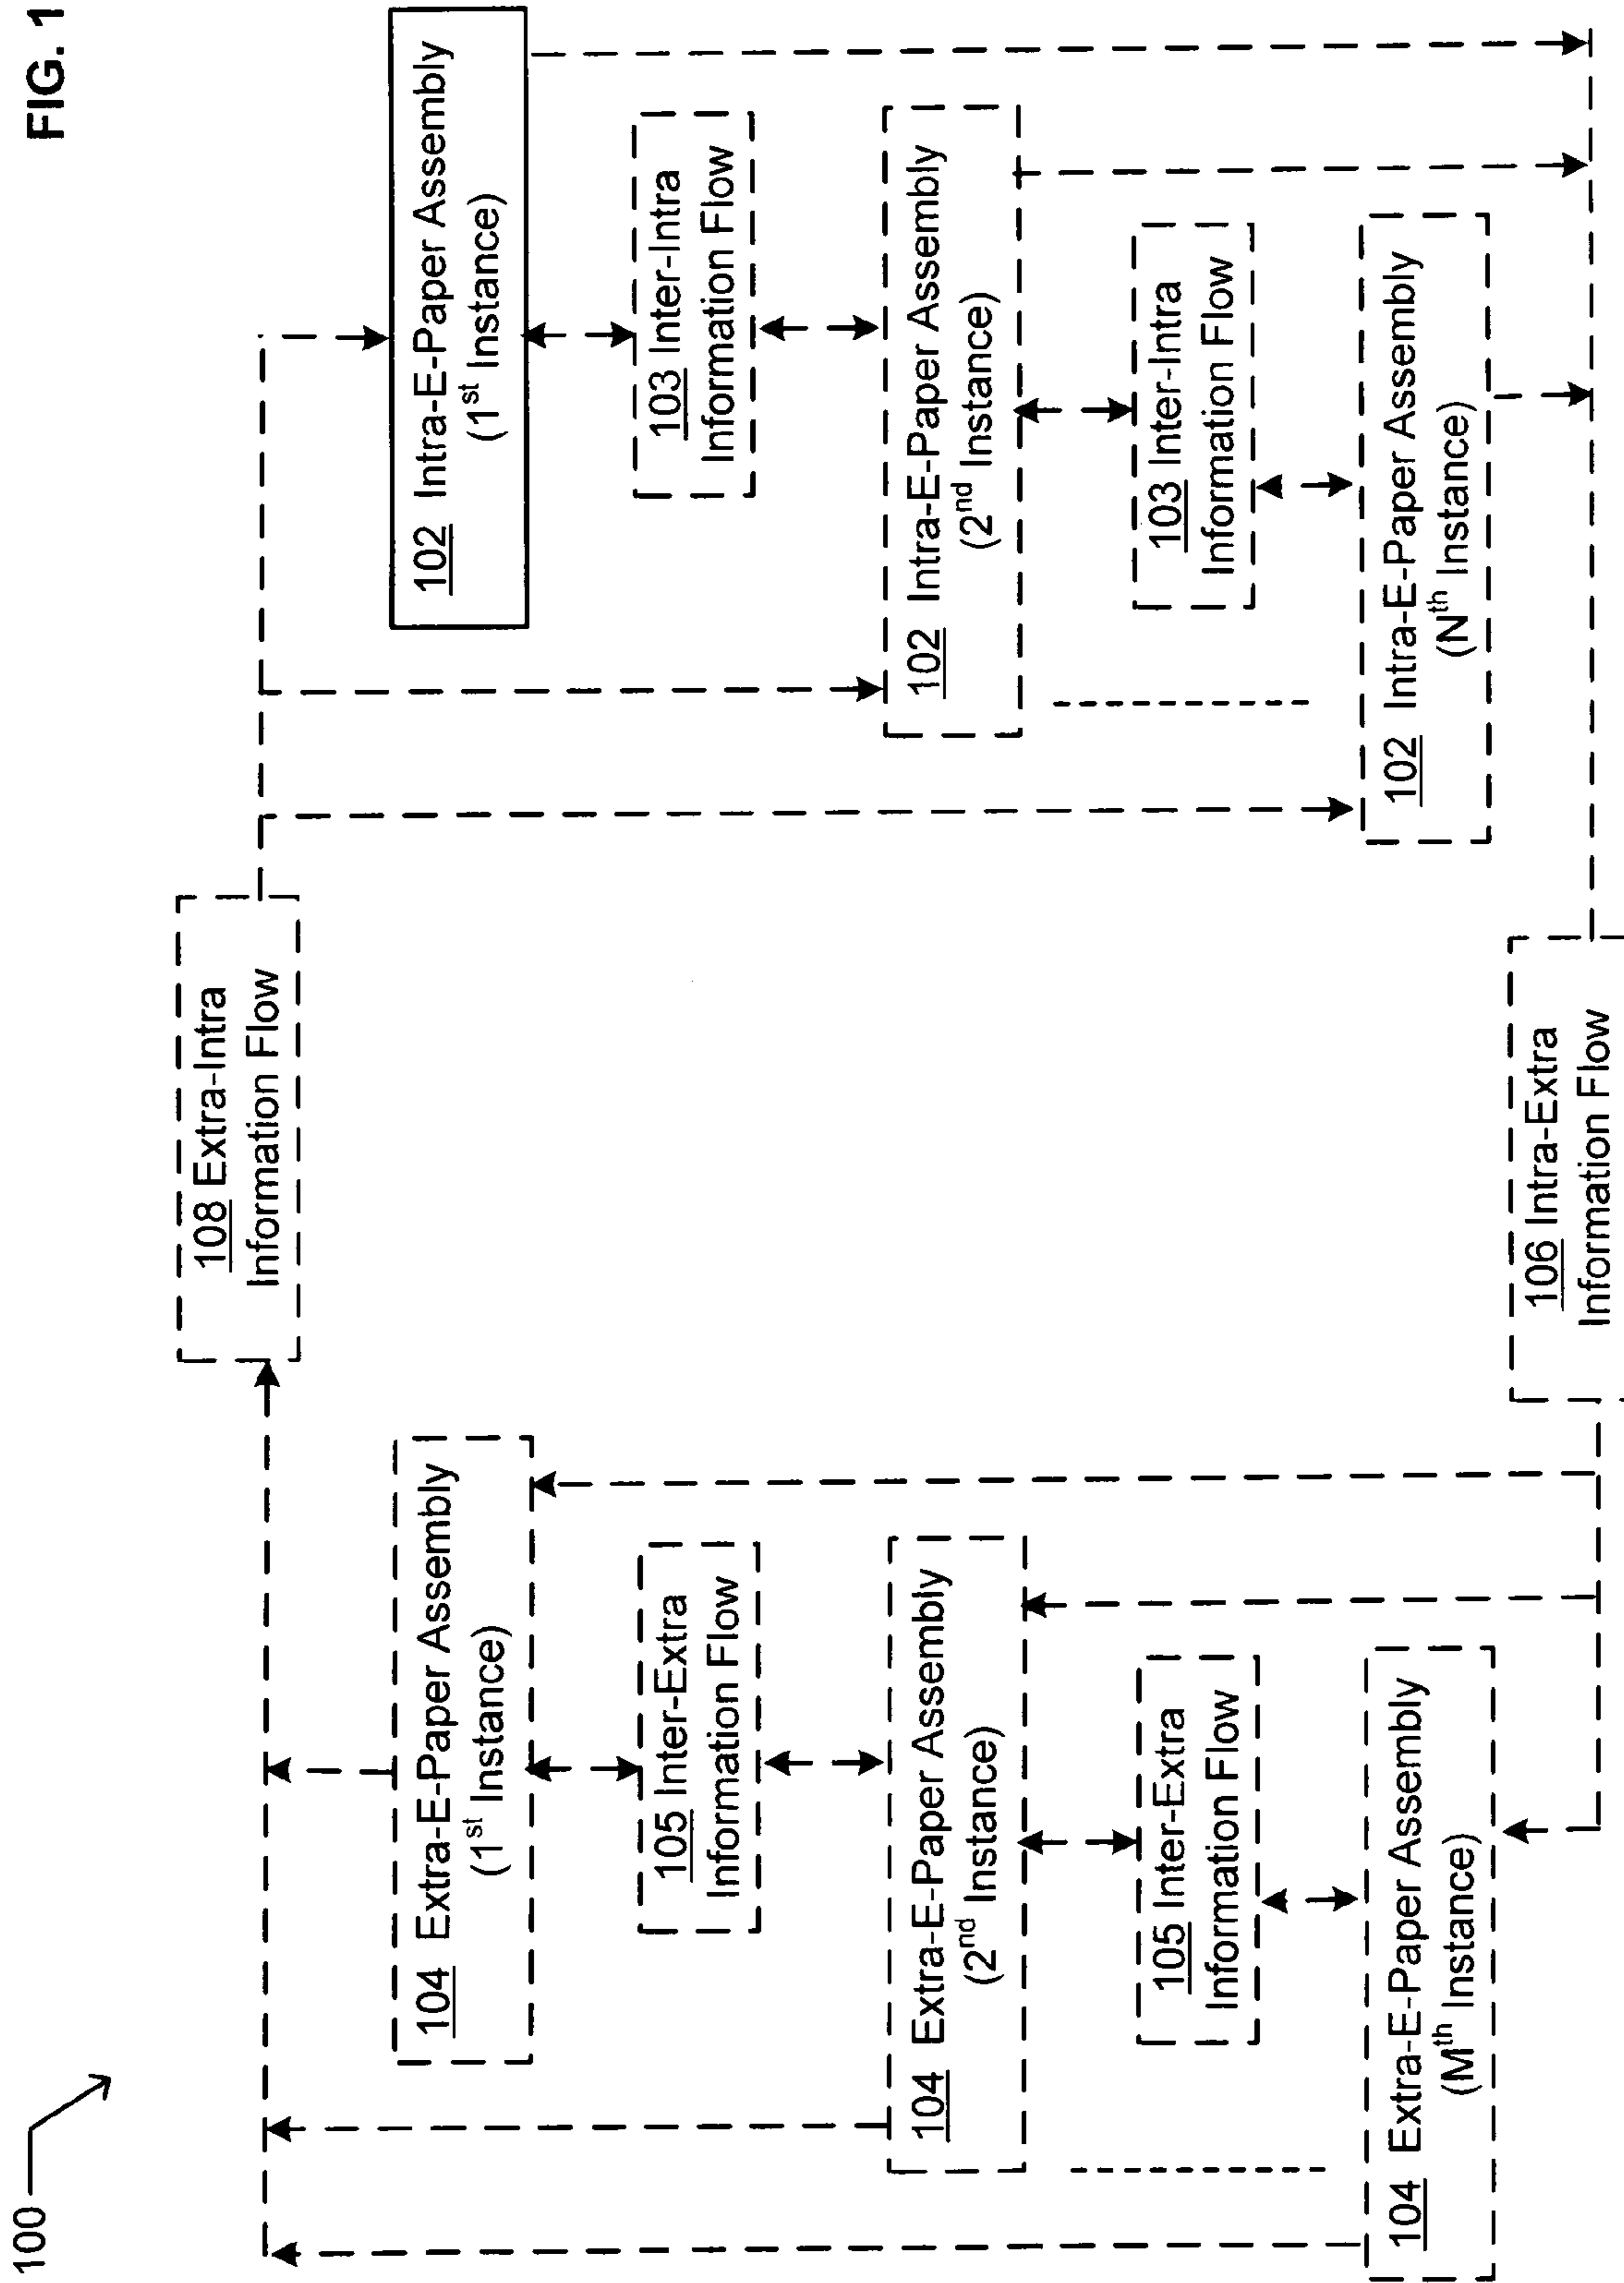 FIG. 1
100
108 Extra-Intra
Information Flow
104 Extra-E-Paper Assembly
(1st Instance)
102 Intra-E-Paper Assembly
(1st Instance)
105 Inter-Extra
Information Flow
103 Inter-Intra
Information Flow
104 Extra-E-Paper Assembly
(2nd Instance)
102 Intra-E-Paper Assembly
(2nd Instance)
105 Inter-Extra
Information Flow
103 Inter-Intra
Information Flow
104 Extra-E-Paper Assembly
(Mth Instance)
102 Intra-E-Paper Assembly
(Nth Instance)
106 Intra-Extra
Information Flow